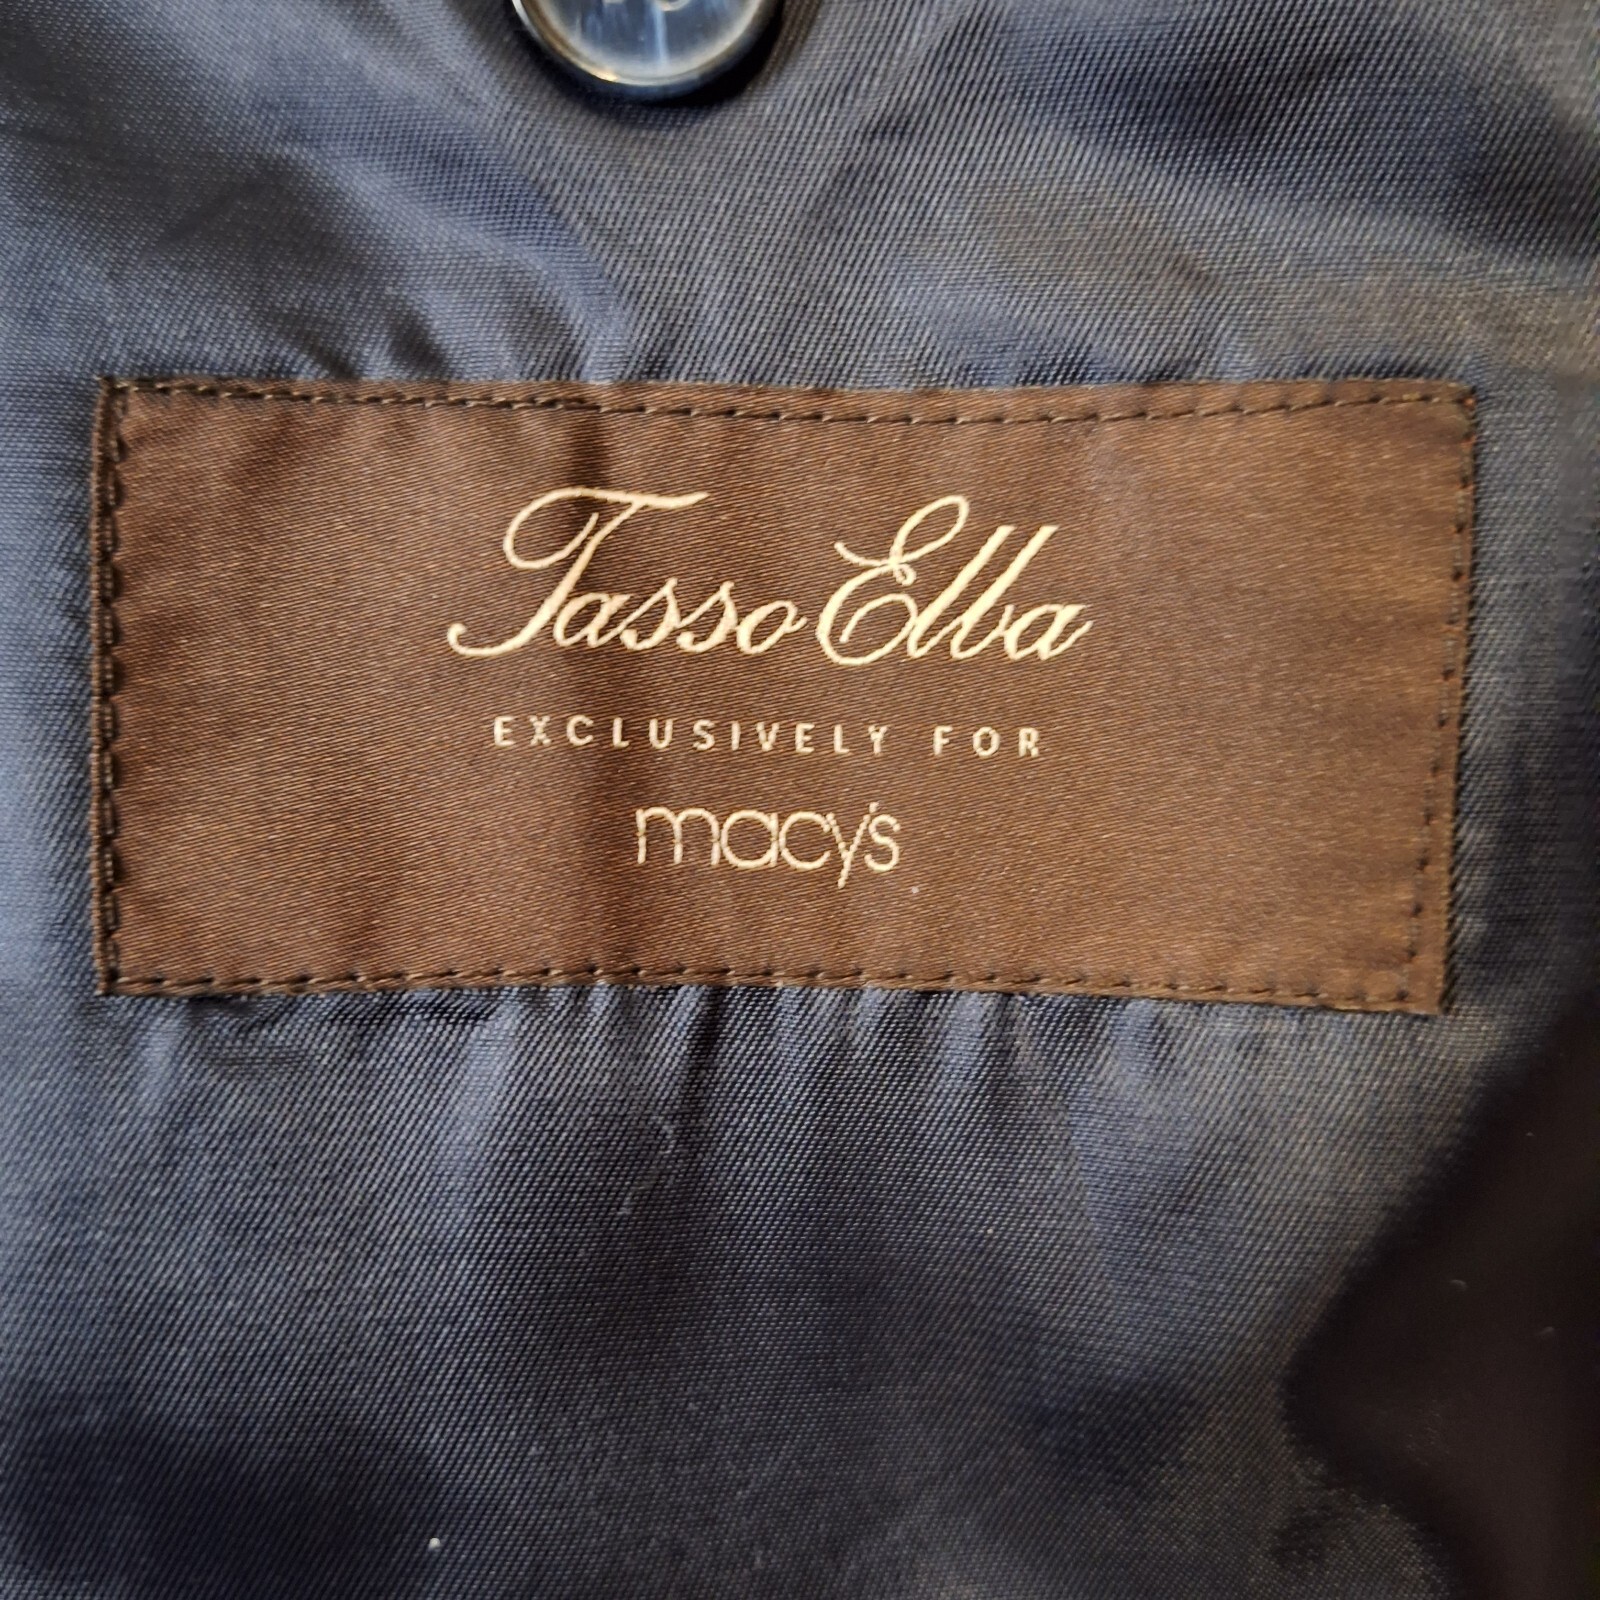 Tasso Elba
EXCLUSIVELY FOR
macy's